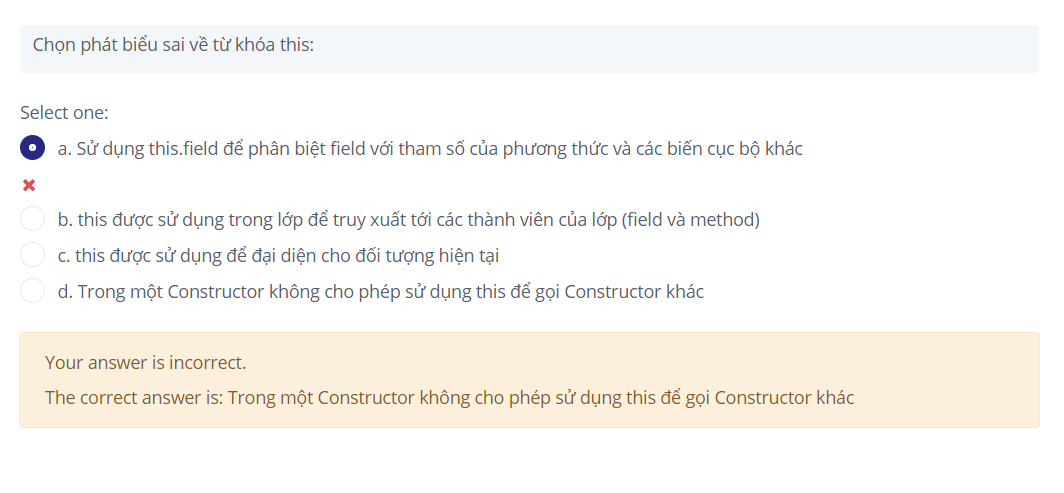 Chọn phát biểu sai về từ khóa this:
Select one:
a. Sử dụng this.field để phân biệt field với tham số của phương thức và các biến cục bộ khác
b. this được sử dụng trong lớp để truy xuất tới các thành viên của lớp (field và method)
c. this được sử dụng để đại diện cho đối tượng hiện tại
d. Trong một Constructor không cho phép sử dụng this để gọi Constructor khác
Your answer is incorrect.
The correct answer is: Trong một Constructor không cho phép sử dụng this để gọi Constructor khác